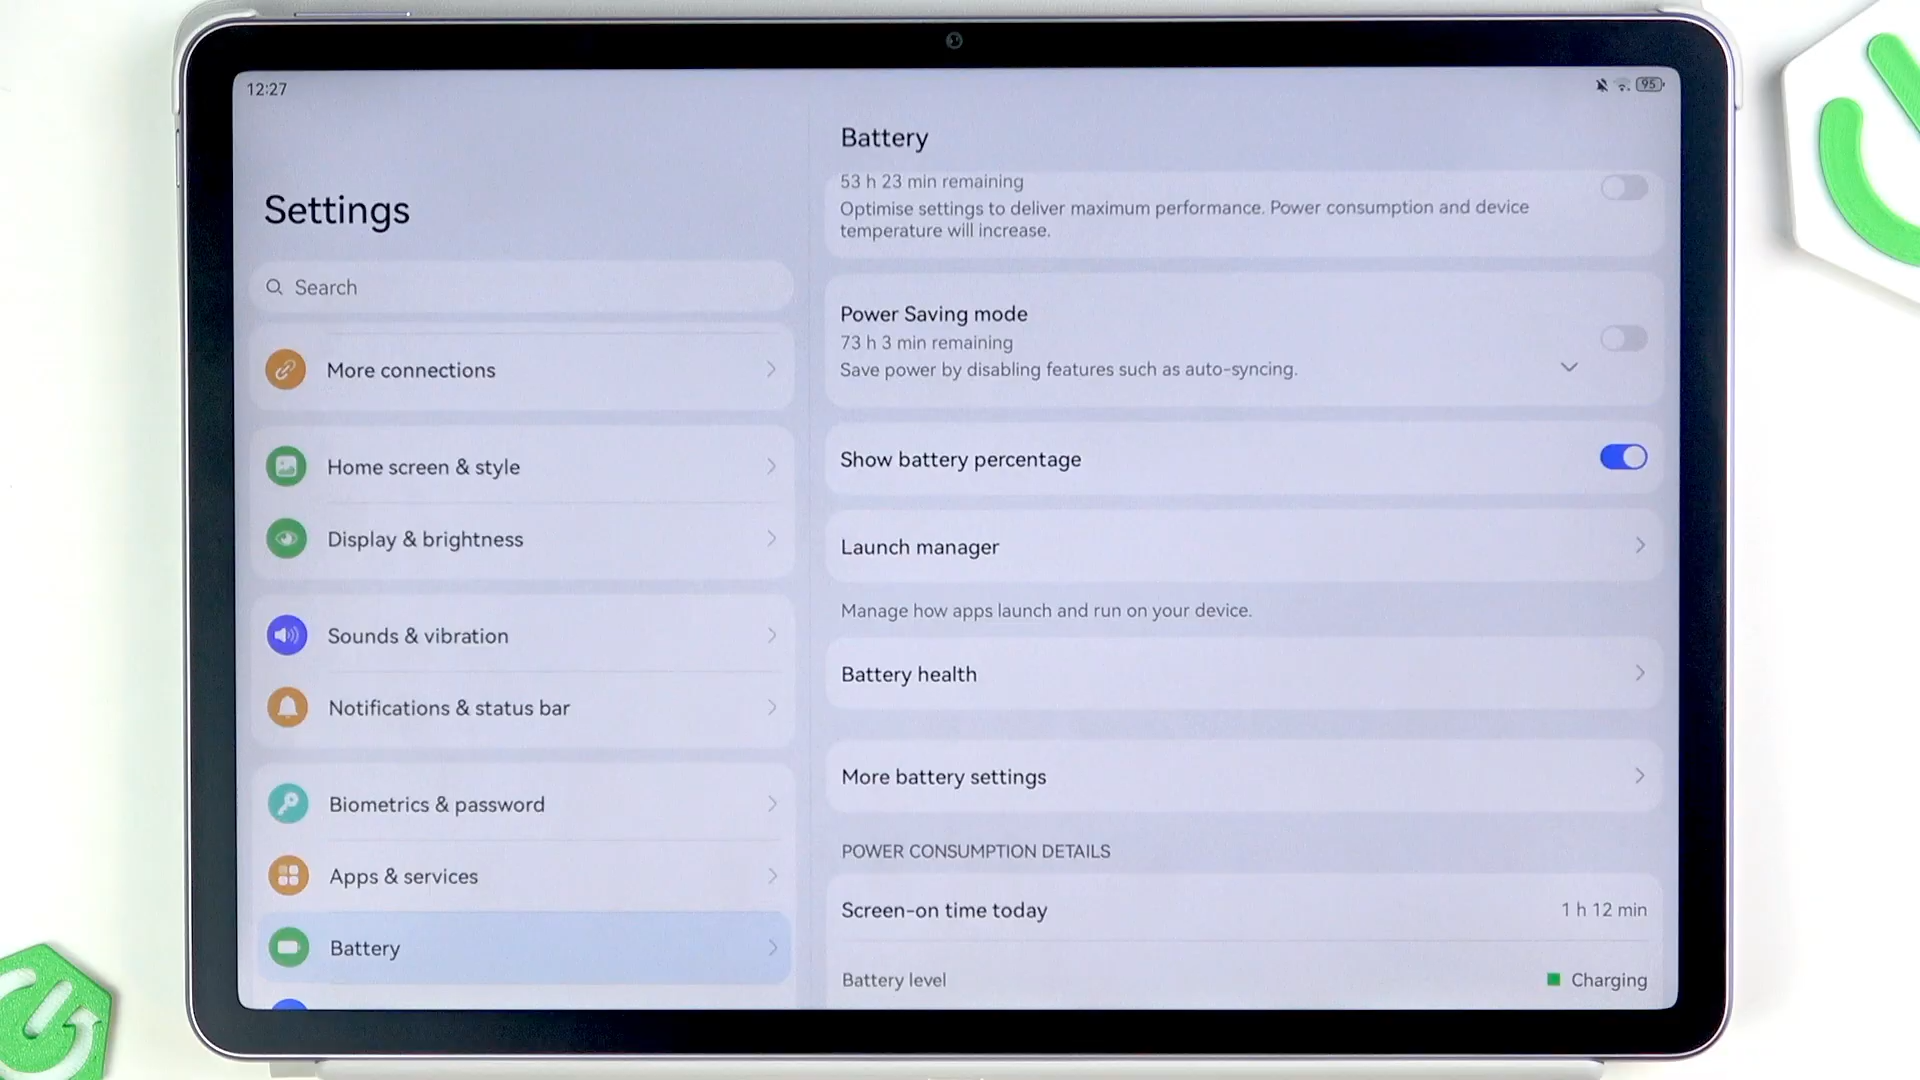 12:27
95
Settings
Search
More connections
Home screen & style
Display & brightness
Sounds & vibration
Notifications & status bar
Biometrics & password
Apps & services
Battery
Battery
53 h 23 min remaining
Optimise settings to deliver maximum performance. Power consumption and device
temperature will increase.
Power Saving mode
73 h 3 min remaining
Save power by disabling features such as auto-syncing.
Show battery percentage
Launch manager
Manage how apps launch and run on your device.
Battery health
More battery settings
POWER CONSUMPTION DETAILS
Screen-on time today 1 h 12 min
Battery level Charging